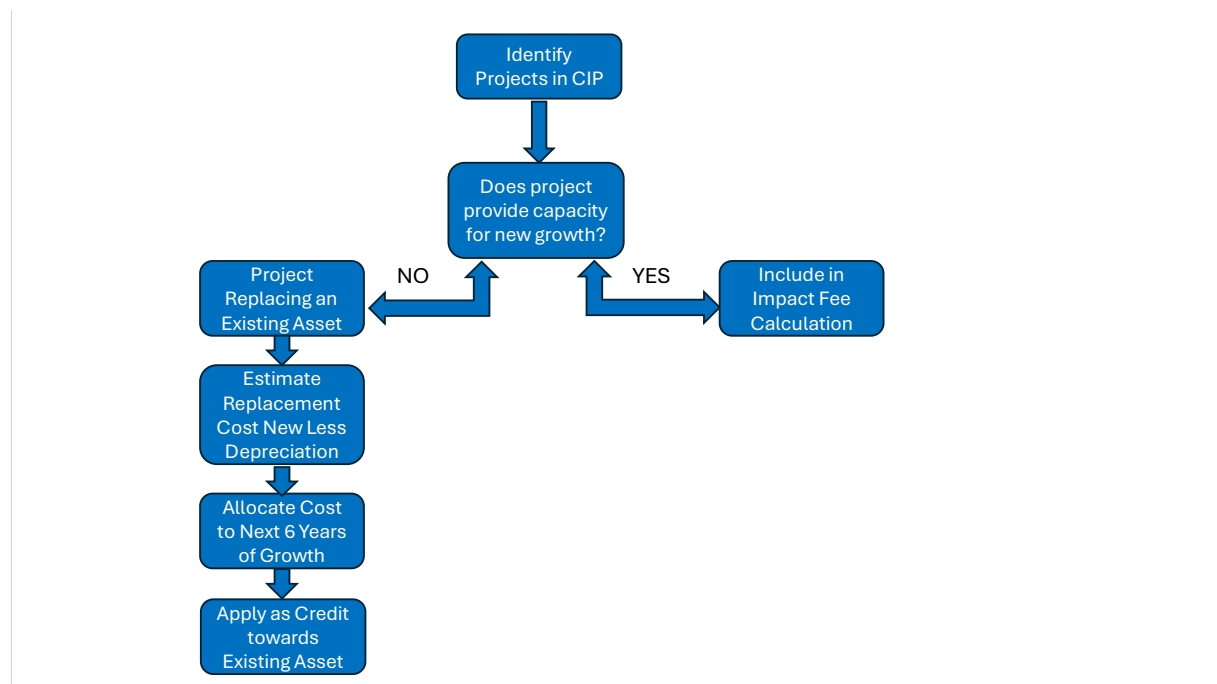 Identify
Projects in CIP
Does project
provide capacity
for new growth?
NO
YES
Project
Replacing an
Existing Asset
Include in
Impact Fee
Calculation
Estimate
Replacement
Cost New Less
Depreciation
Allocate Cost
to Next 6 Years
of Growth
Apply as Credit
towards
Existing Asset